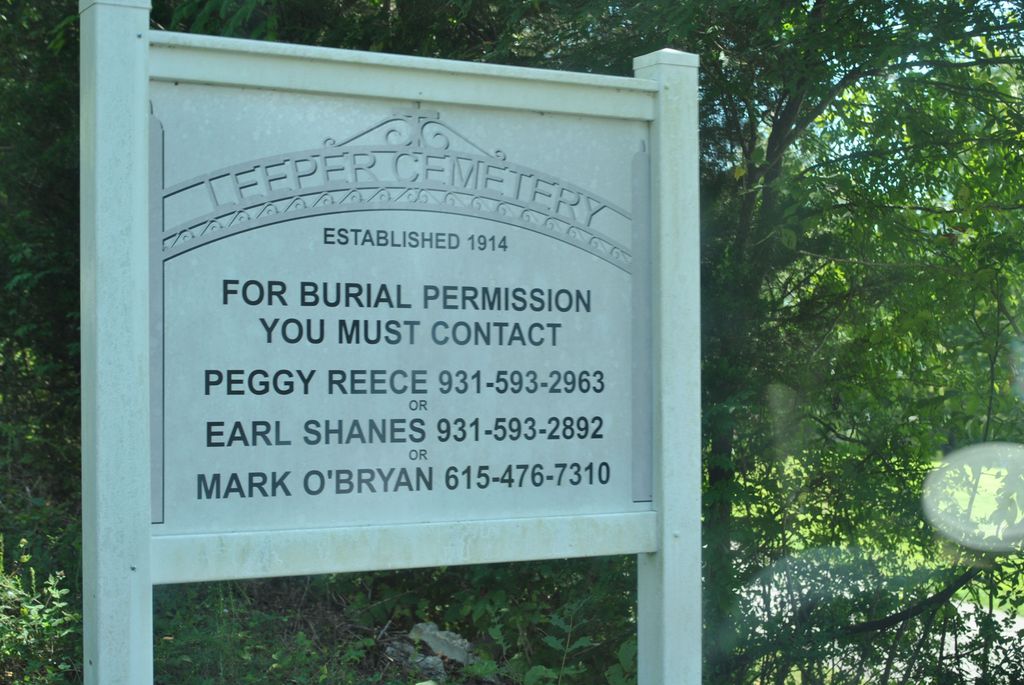 LEEPER CEMETERY
ESTABLISHED 1914
FOR BURIAL PERMISSION
YOU MUST CONTACT
PEGGY REECE 931-593-2963
OR
EARL SHANES 931-593-2892
OR
MARK O'BRYAN 615-476-7310